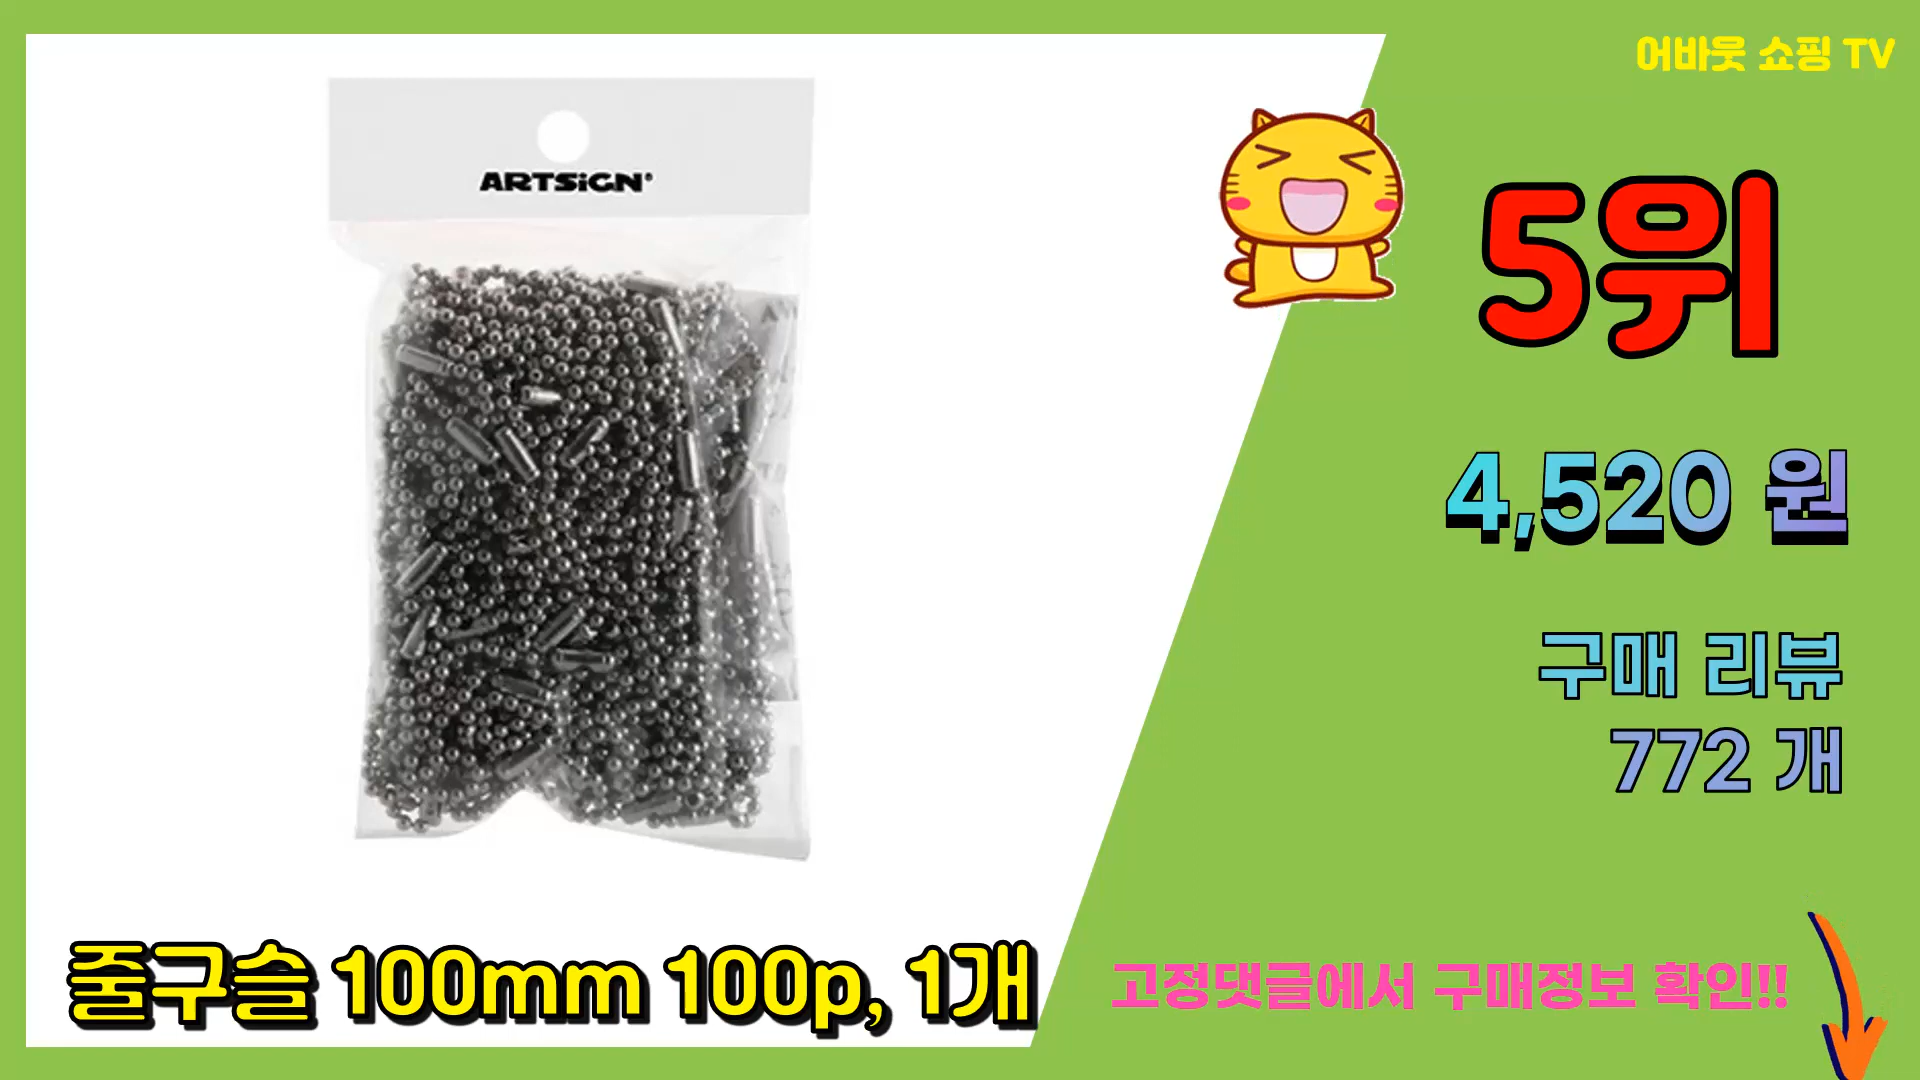 어바웃 쇼핑 TV
ARTSiGN
5위
4,520 원
구매 리뷰
772 개
줄구슬 100mm 100p, 1개
고정댓글에서 구매정보 확인!!